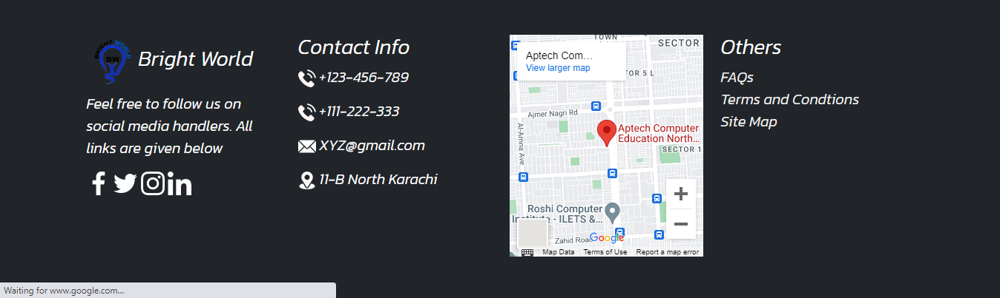 BRIGHT WORLD
BW
Bright World
Feel free to follow us on
social media handlers. All
links are given below
Contact Info
+123-456-789
+111-222-333
XYZ@gmail.com
11-B North Karachi
TOWN
SECTOR
Aptech Com...
View larger map
TOR 5 L
Ajmer Nagri Rd
Al-Amna Ave
Aptech Computer
Education North...
SECTOR 1
Roshi Computer
Institute - ILETS &...
Zahid Road
Google
Map Data
Terms of Use
Report a map error
Others
FAQs
Terms and Condtions
Site Map
Waiting for www.google.com...